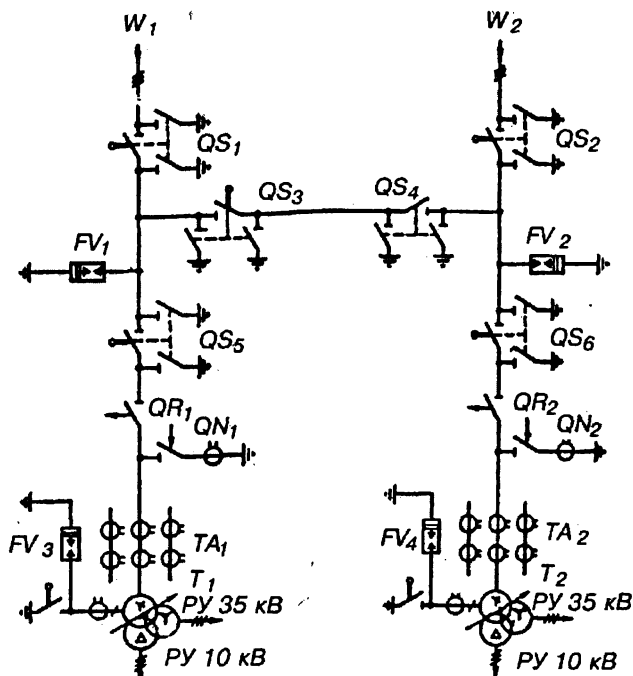 W1 W2
QS1 QS2
QS3 QS4
FV1 FV2
QS5 QS6
QR1 QR2
QN1 QN2
FV3 TA1 FV4 TA2
T1 T2
РУ 35 кВ РУ 35 кВ
РУ 10 кВ РУ 10 кВ